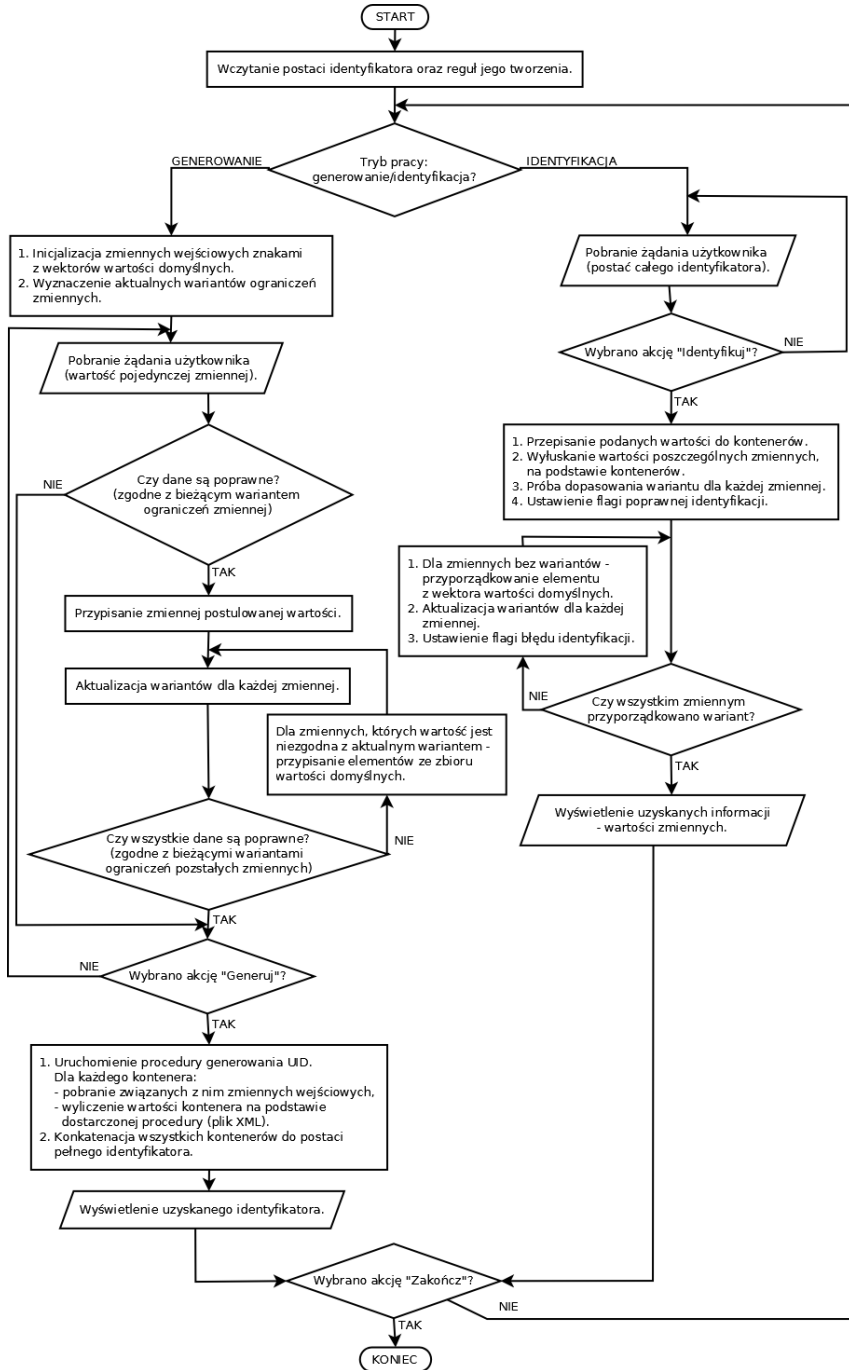 START
Wczytanie postaci identyfikatora oraz reguł jego tworzenia.
Tryb pracy:
generowanie/identyfikacja?
GENEROWANIE
IDENTYFIKACJA
1. Inicjalizacja zmiennych wejściowych znakami
z wektorów wartości domyślnych.
2. Wyznaczenie aktualnych wariantów ograniczeń
zmiennych.
Pobranie żądania użytkownika
(wartość pojedynczej zmiennej).
Czy dane są poprawne?
(zgodne z bieżącym wariantem
ograniczeń zmiennej)
NIE
TAK
Przypisanie zmiennej postulowanej wartości.
Aktualizacja wariantów dla każdej zmiennej.
Dla zmiennych, których wartość jest
niezgodna z aktualnym wariantem -
przypisanie elementów ze zbioru
wartości domyślnych.
Czy wszystkie dane są poprawne?
(zgodne z bieżącymi wariantami
ograniczeń pozstałych zmiennych)
NIE
TAK
Wybrano akcję "Generuj"?
NIE
TAK
1. Uruchomienie procedury generowania UID.
Dla każdego kontenera:
- pobranie związanych z nim zmiennych wejściowych,
- wyliczenie wartości kontenera na podstawie
dostarczonej procedury (plik XML).
2. Konkatenacja wszystkich kontenerów do postaci
pełnego identyfikatora.
Wyświetlenie uzyskanego identyfikatora.
Pobranie żądania użytkownika
(postać całego identyfikatora).
Wybrano akcję "Identyfikuj"?
NIE
TAK
1. Przepisanie podanych wartości do kontenerów.
2. Wyłuskanie wartości poszczególnych zmiennych,
na podstawie kontenerów.
3. Próba dopasowania wariantu dla każdej zmiennej.
4. Ustawienie flagi poprawnej identyfikacji.
1. Dla zmiennych bez wariantów -
przyporządkowanie elementu
z wektora wartości domyślnych.
2. Aktualizacja wariantów dla każdej
zmiennej.
3. Ustawienie flagi błędu identyfikacji.
Czy wszystkim zmiennym
przyporządkowano wariant?
NIE
TAK
Wyświetlenie uzyskanych informacji
- wartości zmiennych.
Wybrano akcję "Zakończ"?
NIE
TAK
KONIEC